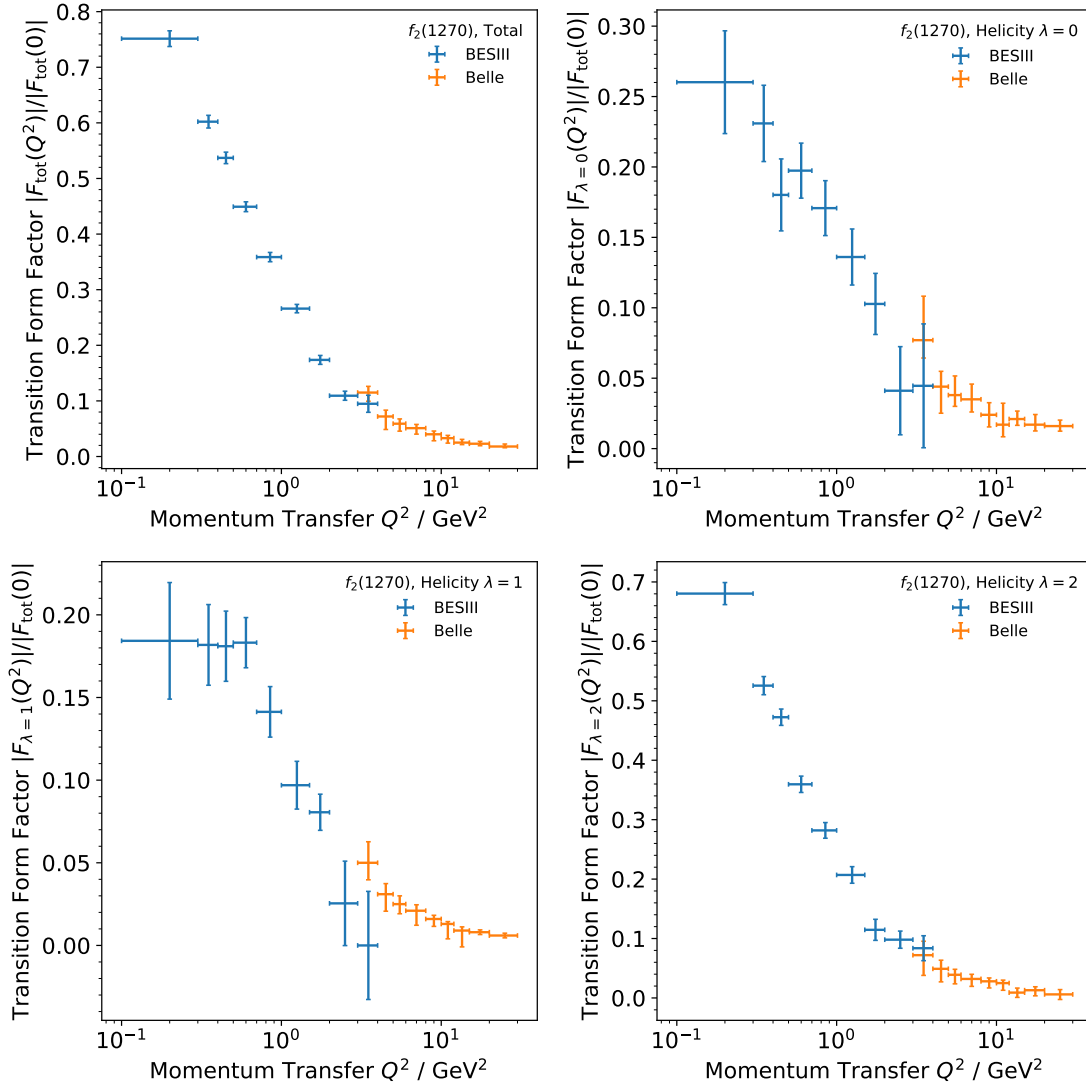 Transition Form Factor |F_tot(Q²)|/|F_tot(0)|
0.8
0.7
0.6
0.5
0.4
0.3
0.2
0.1
0.0
f₂(1270), Total
BESIII
Belle
10⁻¹
10⁰
10¹
Momentum Transfer Q² / GeV²
Transition Form Factor |F_λ=0(Q²)|/|F_tot(0)|
0.30
0.25
0.20
0.15
0.10
0.05
0.00
f₂(1270), Helicity λ = 0
BESIII
Belle
10⁻¹
10⁰
10¹
Momentum Transfer Q² / GeV²
Transition Form Factor |F_λ=1(Q²)|/|F_tot(0)|
0.20
0.15
0.10
0.05
0.00
f₂(1270), Helicity λ = 1
BESIII
Belle
10⁻¹
10⁰
10¹
Momentum Transfer Q² / GeV²
Transition Form Factor |F_λ=2(Q²)|/|F_tot(0)|
0.7
0.6
0.5
0.4
0.3
0.2
0.1
0.0
f₂(1270), Helicity λ = 2
BESIII
Belle
10⁻¹
10⁰
10¹
Momentum Transfer Q² / GeV²